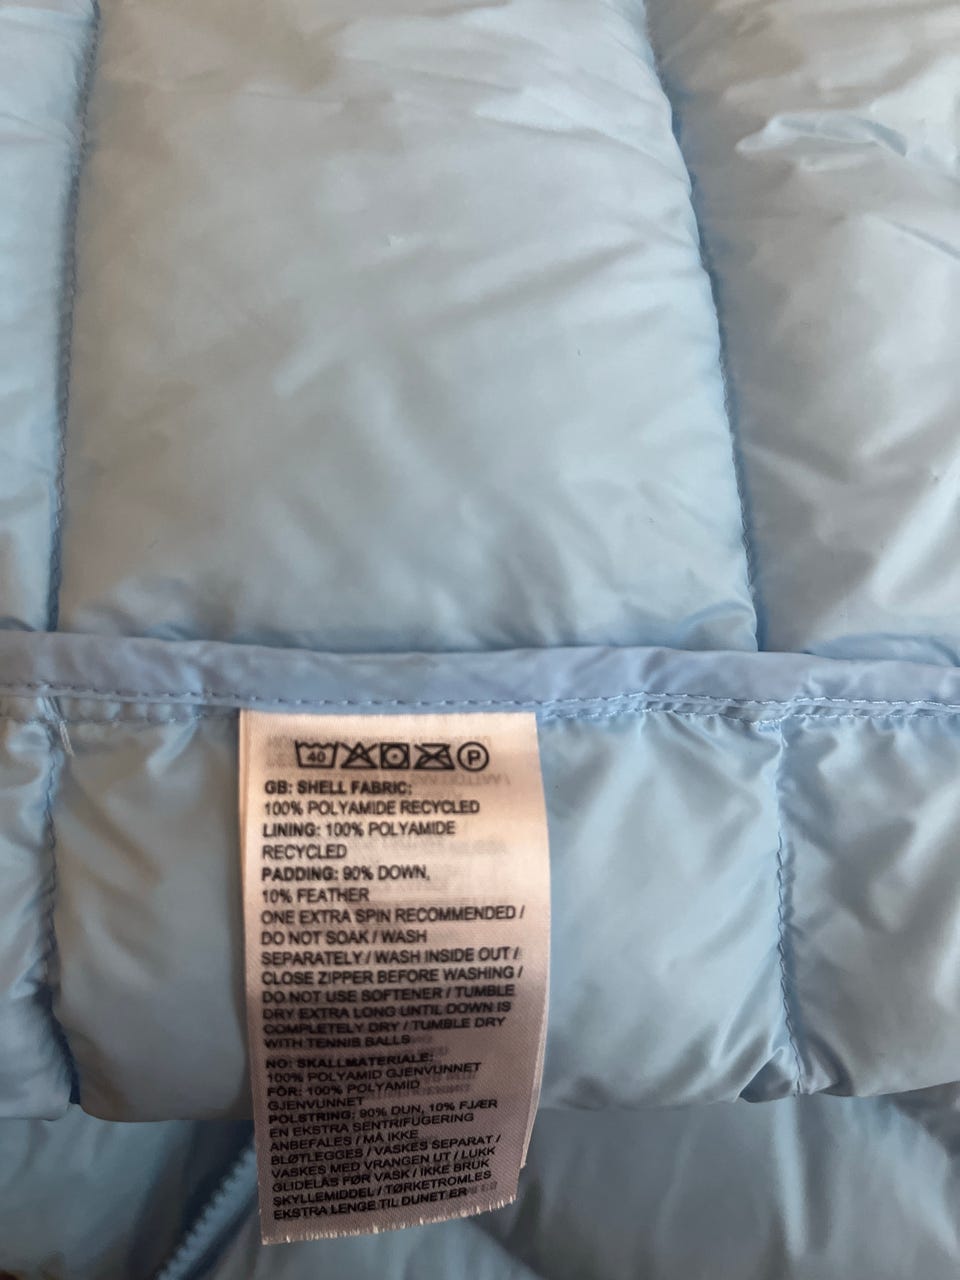 40 P
GB: SHELL FABRIC:
100% POLYAMIDE RECYCLED
LINING: 100% POLYAMIDE
RECYCLED
PADDING: 90% DOWN,
10% FEATHER
ONE EXTRA SPIN RECOMMENDED /
DO NOT SOAK / WASH
SEPARATELY / WASH INSIDE OUT /
CLOSE ZIPPER BEFORE WASHING /
DO NOT USE SOFTENER / TUMBLE
DRY EXTRA LONG UNTIL DOWN IS
COMPLETELY DRY / TUMBLE DRY
WITH TENNIS BALLS
NO: SKALLMATERIALE:
100% POLYAMID GJENVUNNET
FÔR: 100% POLYAMID
GJENVUNNET
POLSTRING: 90% DUN, 10% FJÆR
EN EKSTRA SENTRIFUGERING
ANBEFALES / MÅ IKKE
BLØTLEGGES / VASKES SEPARAT /
VASKES MED VRANGEN UT / LUKK
GLIDELÅS FØR VASK / IKKE BRUK
SKYLLEMIDDEL / TØRKETROMLES
EKSTRA LENGE TIL DUNET ER